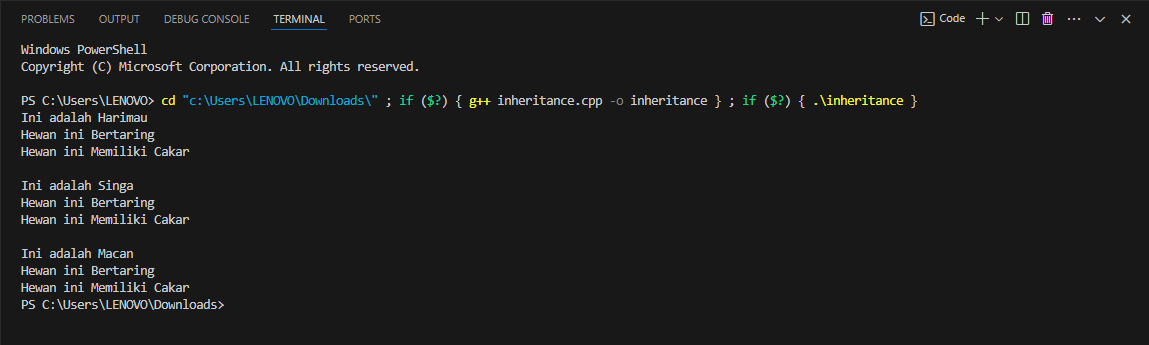 PROBLEMS OUTPUT DEBUG CONSOLE TERMINAL PORTS Code
Windows PowerShell
Copyright (C) Microsoft Corporation. All rights reserved.
PS C:\Users\LENOVO> cd "c:\Users\LENOVO\Downloads\" ; if ($?) { g++ inheritance.cpp -o inheritance } ; if ($?) { .\inheritance }
Ini adalah Harimau
Hewan ini Bertaring
Hewan ini Memiliki Cakar
Ini adalah Singa
Hewan ini Bertaring
Hewan ini Memiliki Cakar
Ini adalah Macan
Hewan ini Bertaring
Hewan ini Memiliki Cakar
PS C:\Users\LENOVO\Downloads>